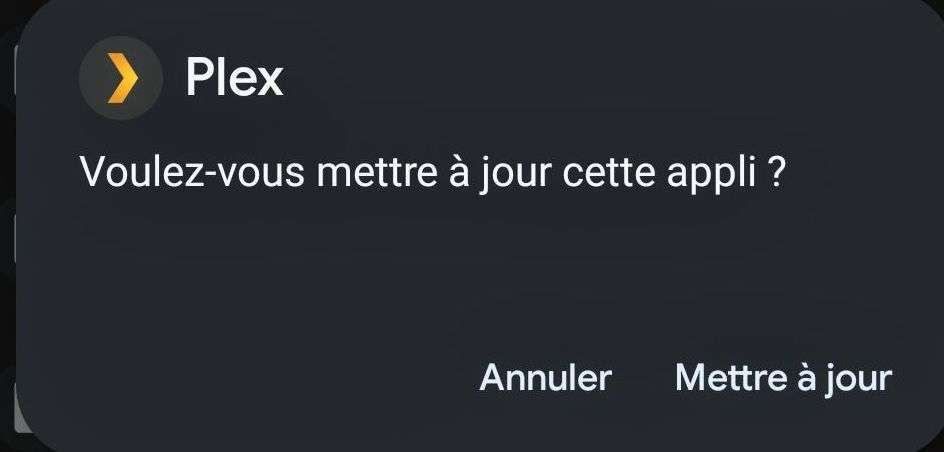 Plex
Voulez-vous mettre à jour cette appli ?
Annuler Mettre à jour